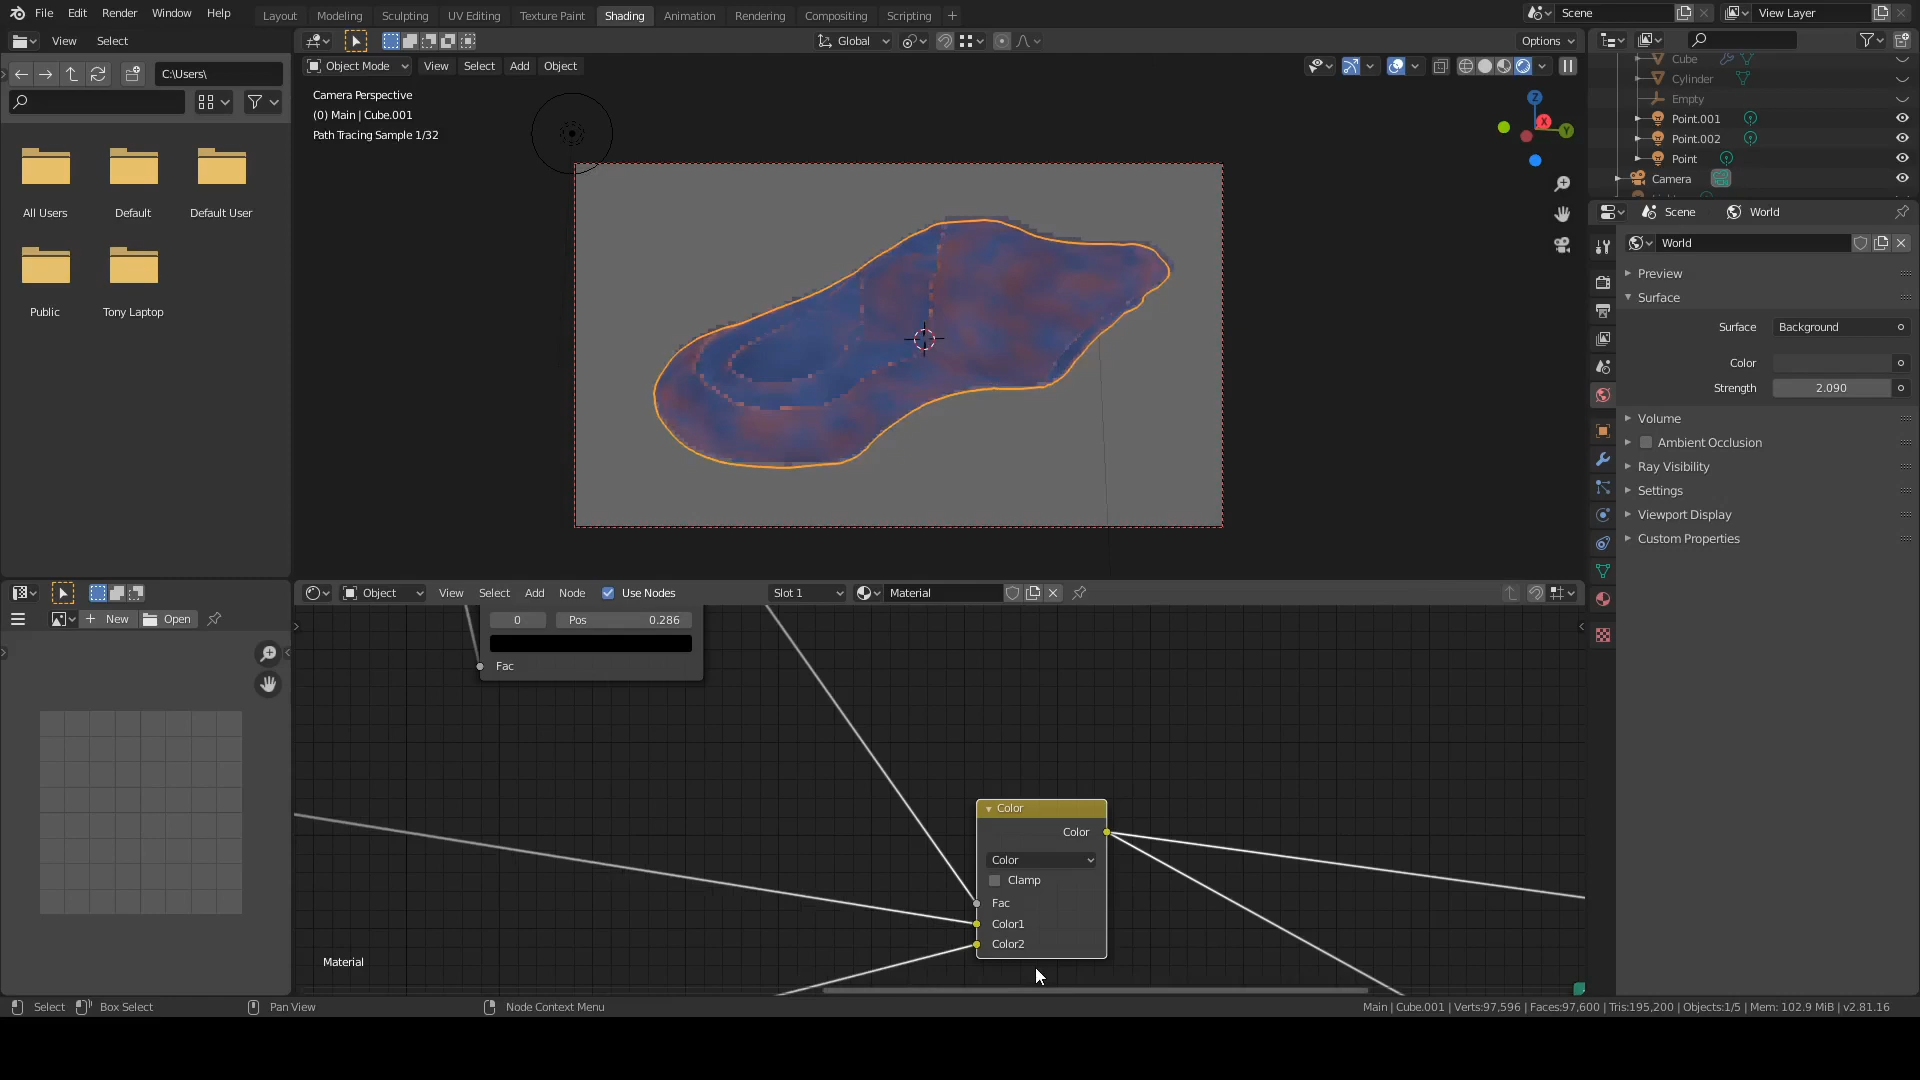 File Edit Render Window Help
Layout Modeling Sculpting UV Editing Texture Paint Shading Animation Rendering Compositing Scripting +
Scene View Layer
View Select
Global Options
C:\Users\
Object Mode View Select Add Object
Camera Perspective
(0) Main | Cube.001
Path Tracing Sample 1/32
All Users Default Default User
Public Tony Laptop
Z X Y
Cube
Cylinder
Empty
Point.001
Point.002
Point
Camera
Scene World
World
Preview
Surface
Surface Background
Color
Strength 2.090
Volume
Ambient Occlusion
Ray Visibility
Settings
Viewport Display
Custom Properties
Object View Select Add Node Use Nodes Slot 1 Material
New Open
0 Pos 0.286
Fac
Color
Color
Color
Clamp
Fac
Color1
Color2
Material
Select Box Select Pan View Node Context Menu
Main | Cube.001 | Verts:97,596 | Faces:97,600 | Tris:195,200 | Objects:1/5 | Mem: 102.9 MiB | v2.81.16